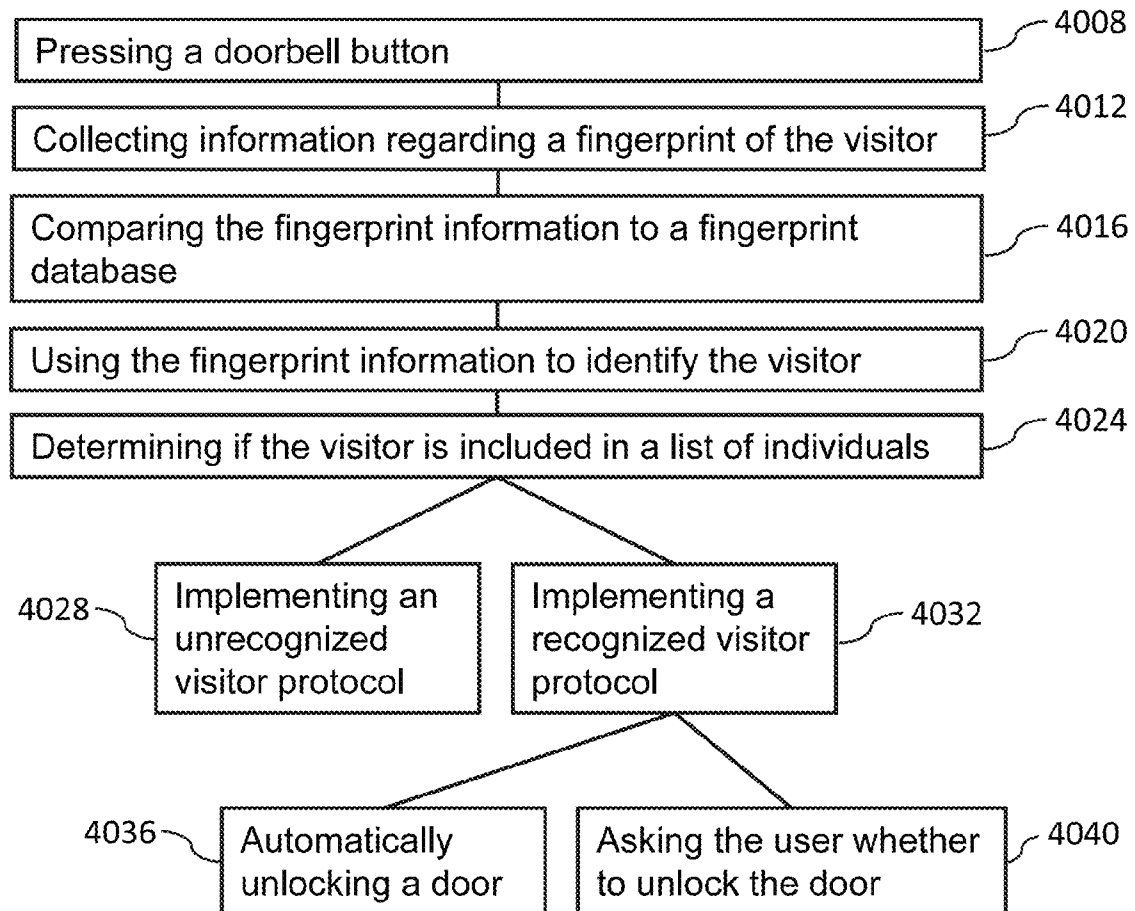 Pressing a doorbell button
4008
Collecting information regarding a fingerprint of the visitor
4012
Comparing the fingerprint information to a fingerprint
database
4016
Using the fingerprint information to identify the visitor
4020
Determining if the visitor is included in a list of individuals
4024
4028
Implementing an
unrecognized
visitor protocol
Implementing a
recognized visitor
protocol
4032
4036
Automatically
unlocking a door
Asking the user whether
to unlock the door
4040